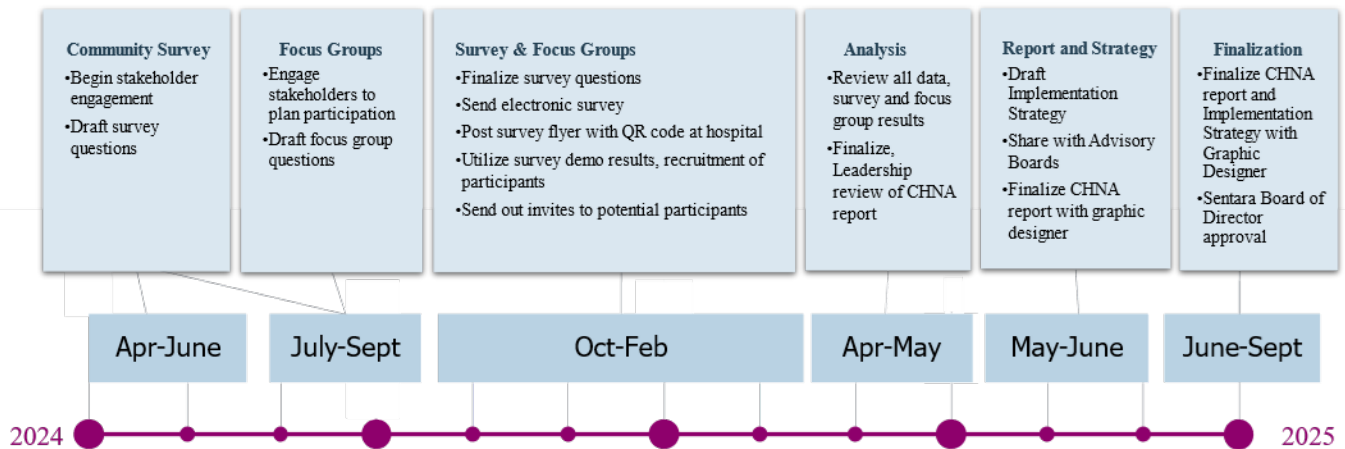 Community Survey
•Begin stakeholder
engagement
•Draft survey
questions
Focus Groups
•Engage
stakeholders to
plan participation
•Draft focus group
questions
Survey & Focus Groups
•Finalize survey questions
•Send electronic survey
•Post survey flyer with QR code at hospital
•Utilize survey demo results, recruitment of
participants
•Send out invites to potential participants
Analysis
•Review all data,
survey and focus
group results
•Finalize,
Leadership
review of CHNA
report
Report and Strategy
•Draft
Implementation
Strategy
•Share with Advisory
Boards
•Finalize CHNA
report with graphic
designer
Finalization
•Finalize CHNA
report and
Implementation
Strategy with
Graphic
Designer
•Sentara Board of
Director
approval
Apr-June
July-Sept
Oct-Feb
Apr-May
May-June
June-Sept
2024
2025